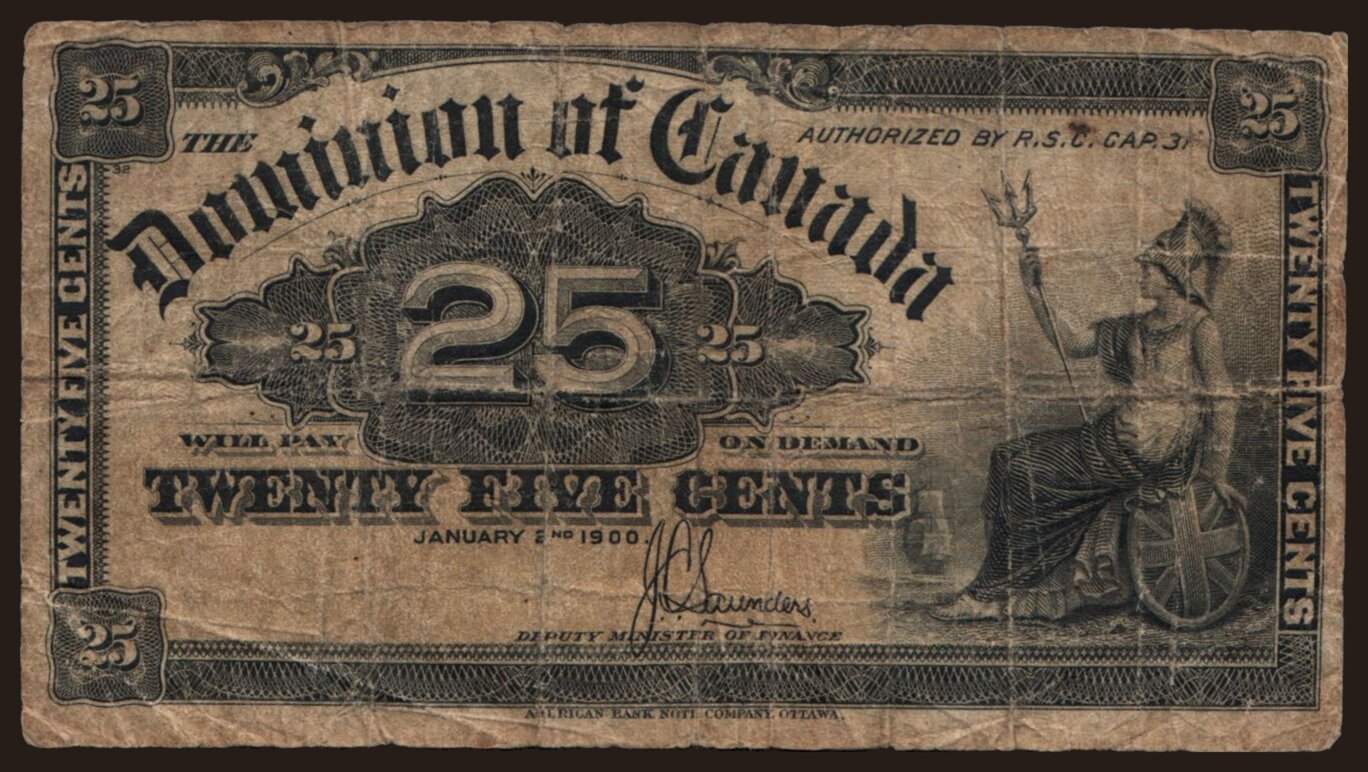 25
25
THE Dominion of Canada
AUTHORIZED BY R.S.C. CAP. 31
32
TWENTY FIVE CENTS
TWENTY FIVE CENTS
25
25
25
WILL PAY ON DEMAND
TWENTY FIVE CENTS
JANUARY 2ND 1900.
J C Saunders
DEPUTY MINISTER OF FINANCE
25
AMERICAN BANK NOTE COMPANY. OTTAWA.